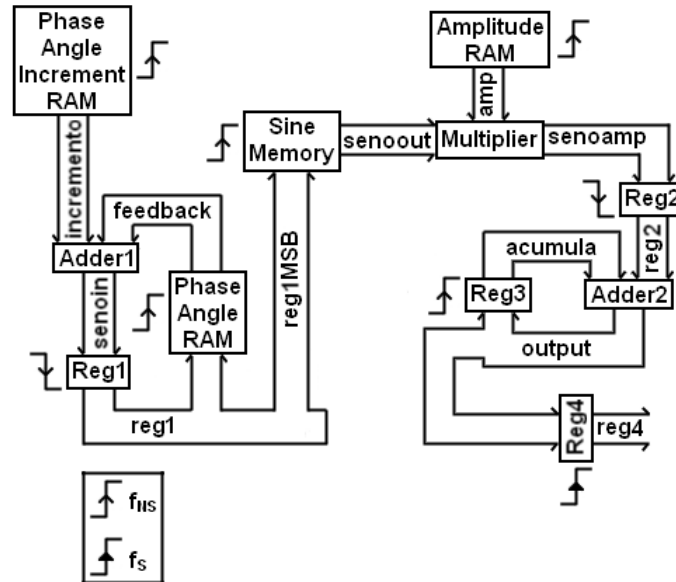 Phase
Angle
Increment
RAM
Amplitude
RAM
amp
Sine
Memory
senoout
Multiplier
senoamp
incremento
feedback
Reg2
reg2
Adder1
acumula
Phase
Angle
RAM
reg1MSB
Reg3
Adder2
senoin
output
Reg1
reg1
Reg4
reg4
fNS
fS